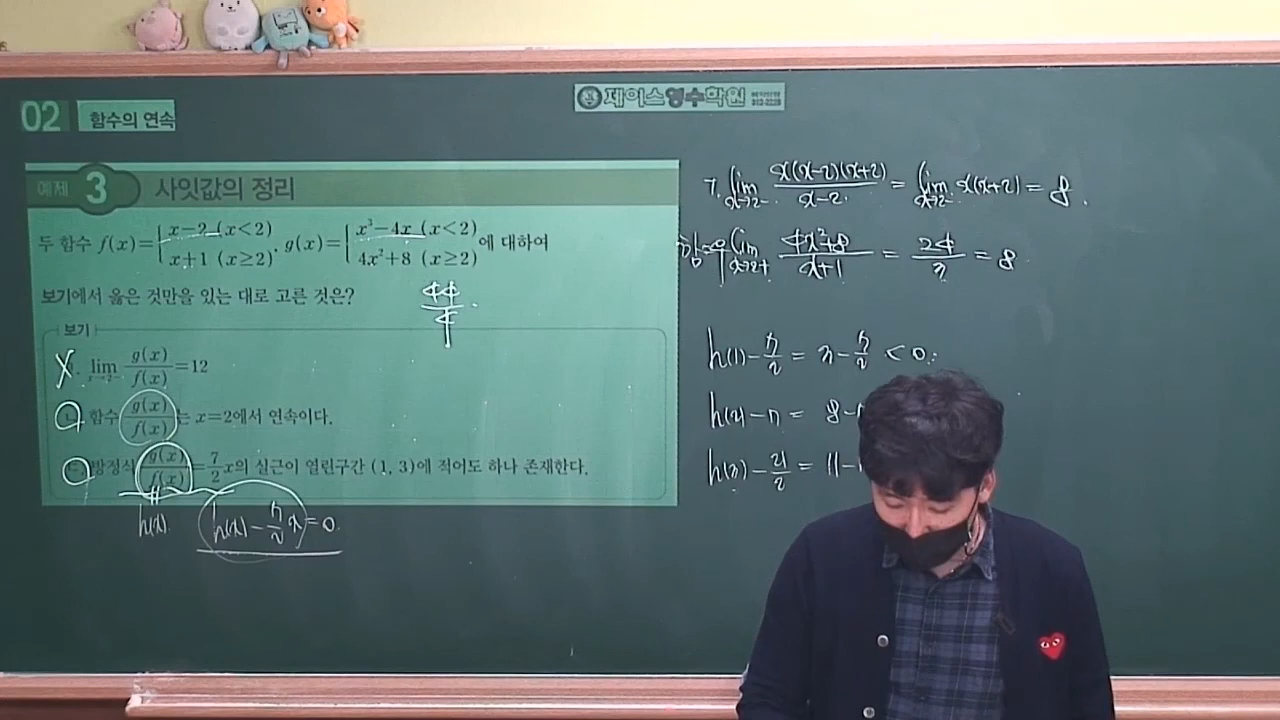 제이스영수학원
02 함수의 연속
예제 3 사잇값의 정리
두 함수 f(x)={x−2 (x<2) x+1 (x≥2), g(x)={x³−4x (x<2) 4x²+8 (x≥2)에 대하여
보기에서 옳은 것만을 있는 대로 고른 것은?
44/4
보기
X ㄱ. lim x→2− g(x)/f(x)=12
ㄴ. 함수 g(x)/f(x)는 x=2에서 연속이다.
ㄷ. 방정식 g(x)/f(x)=7/2x의 실근이 열린구간 (1, 3)에 적어도 하나 존재한다.
h(x)
h(x)−7/2x=0.
ㄱ. lim x→2− x(x−2)(x+2)/x−2 = lim x→2− x(x+2) = 8.
lim x→2+ 4x²+8/x+1 = 24/3 = 8
h(1)−7/2 = 3−7/2 <0.
h(2)−7 = 8−
h(3)−21/2 = 11−